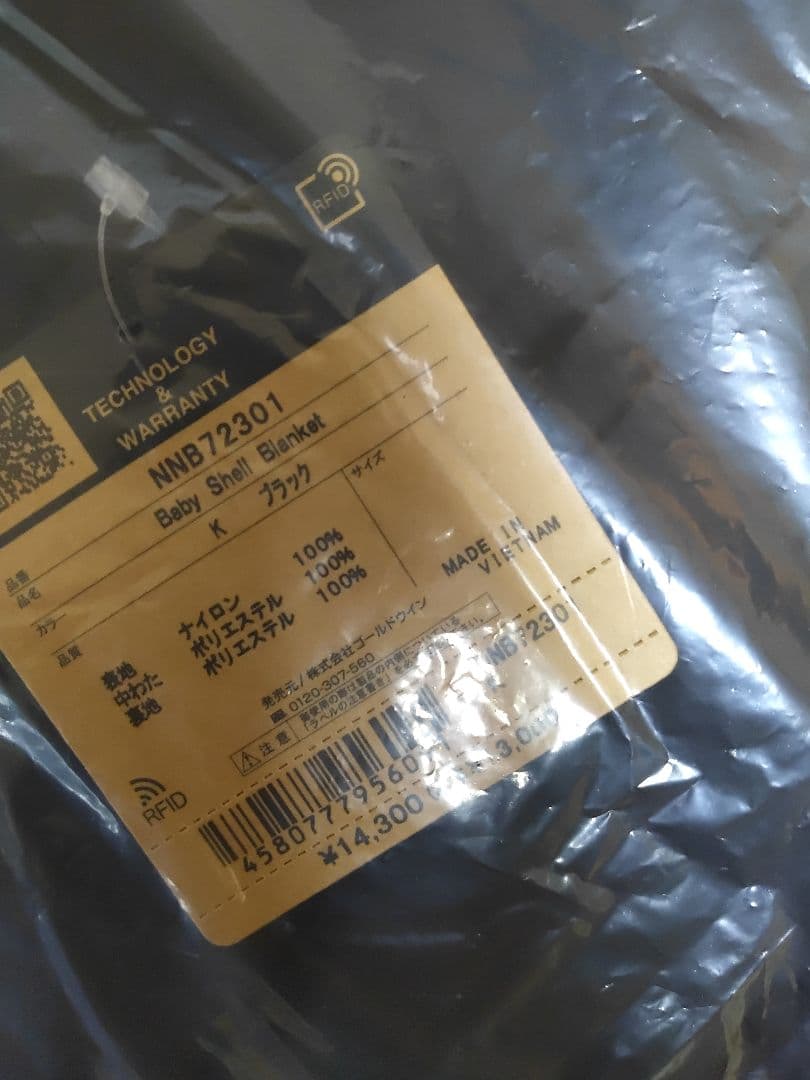 RFID
TECHNOLOGY
&
WARRANTY
品番 NNB72301
品名 Baby Shell Blanket
カラー K ブラック サイズ
品質
表地 ナイロン 100%
中わた ポリエステル 100%
裏地 ポリエステル 100%
MADE IN
VIETNAM
発売元/株式会社ゴールドウイン
0120-307-560
注意
NNB72301
K
RFID
¥14,300